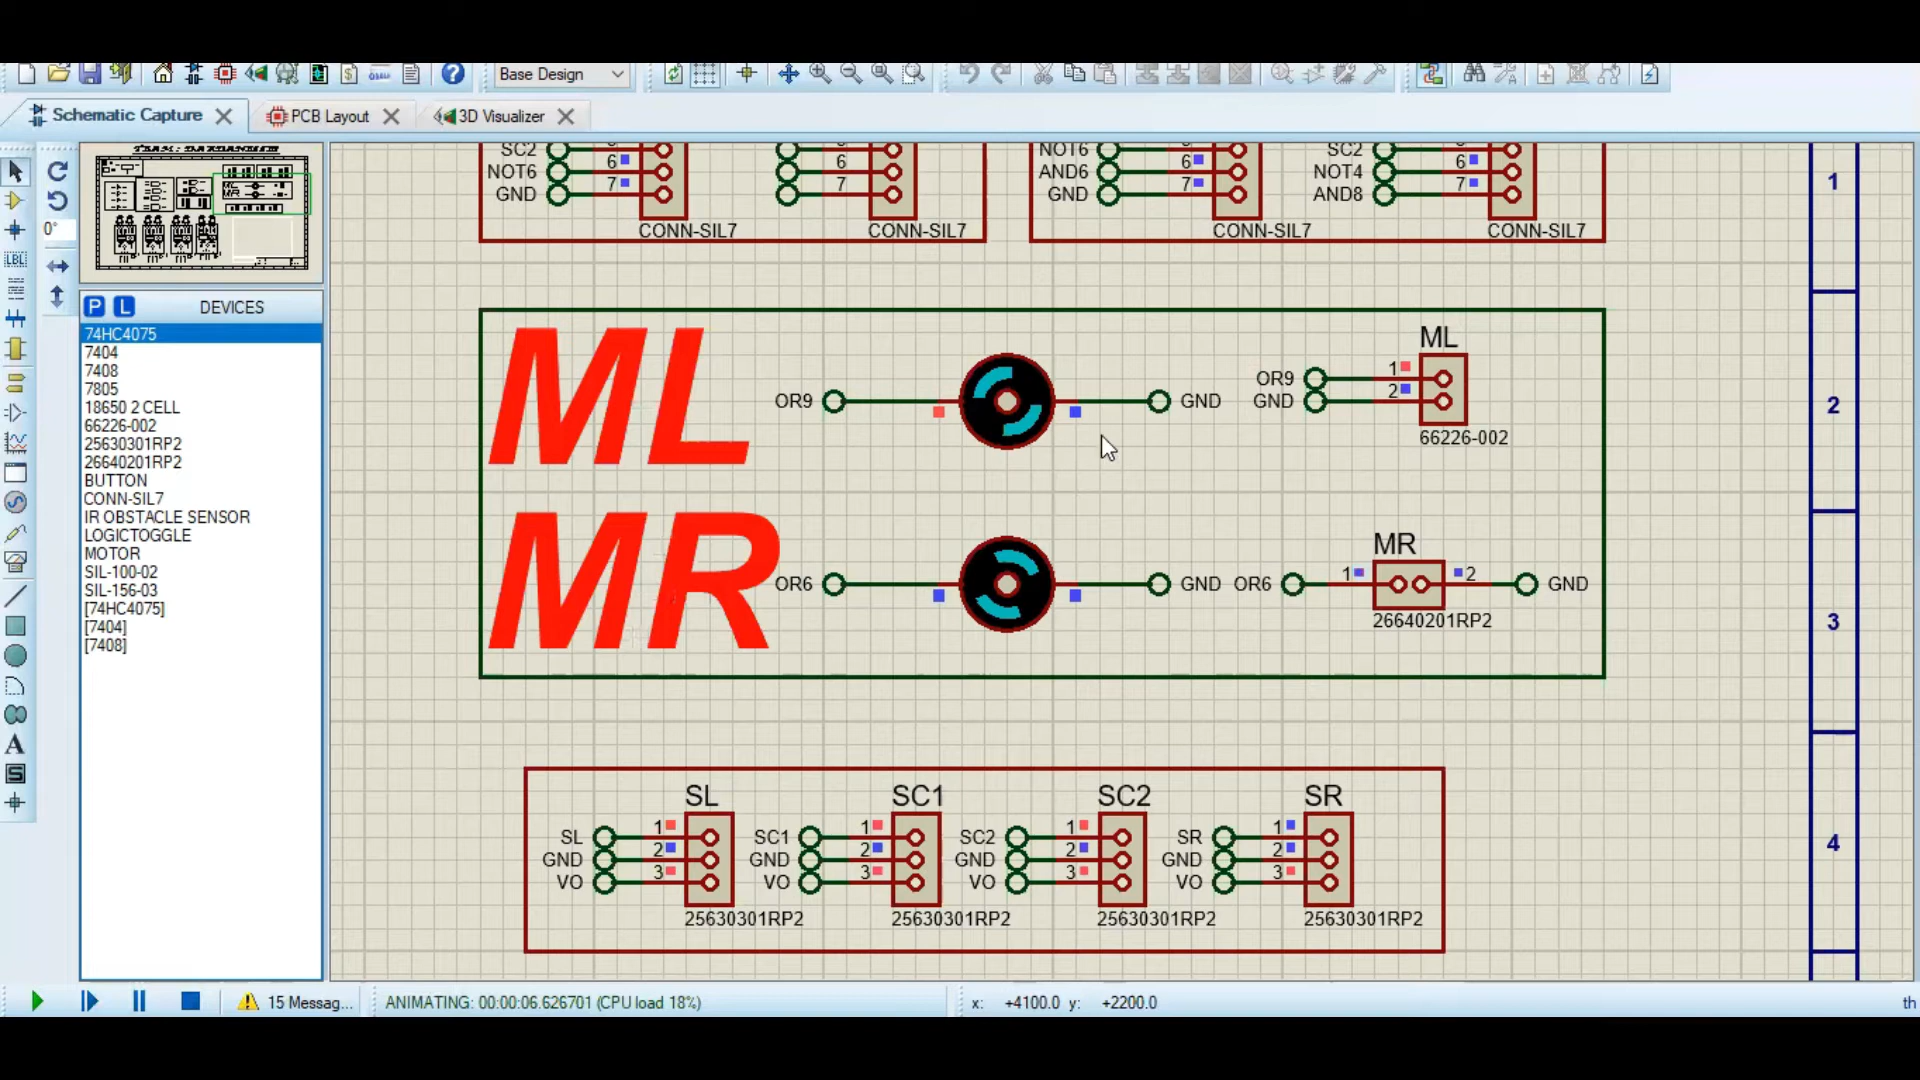 Base Design
Schematic Capture
PCB Layout
3D Visualizer
0°
LBL
P L DEVICES
74HC4075
7404
7408
7805
18650 2 CELL
66226-002
25630301RP2
26640201RP2
BUTTON
CONN-SIL7
IR OBSTACLE SENSOR
LOGICTOGGLE
MOTOR
SIL-100-02
SIL-156-03
[74HC4075]
[7404]
[7408]
SC2 6 6 NOT6 6 SC2 6
NOT6 7 7 AND6 7 NOT4 7
GND GND AND8
CONN-SIL7 CONN-SIL7 CONN-SIL7 CONN-SIL7
1
ML
ML
OR9 GND OR9 1
GND 2
66226-002
2
MR
MR
OR6 GND OR6 1 2 GND
26640201RP2
3
SL SC1 SC2 SR
SL 1 SC1 1 SC2 1 SR 1
GND 2 GND 2 GND 2 GND 2
VO 3 VO 3 VO 3 VO 3
25630301RP2 25630301RP2 25630301RP2 25630301RP2
4
15 Messag... ANIMATING: 00:00:06.626701 (CPU load 18%) x: +4100.0 y: +2200.0 th